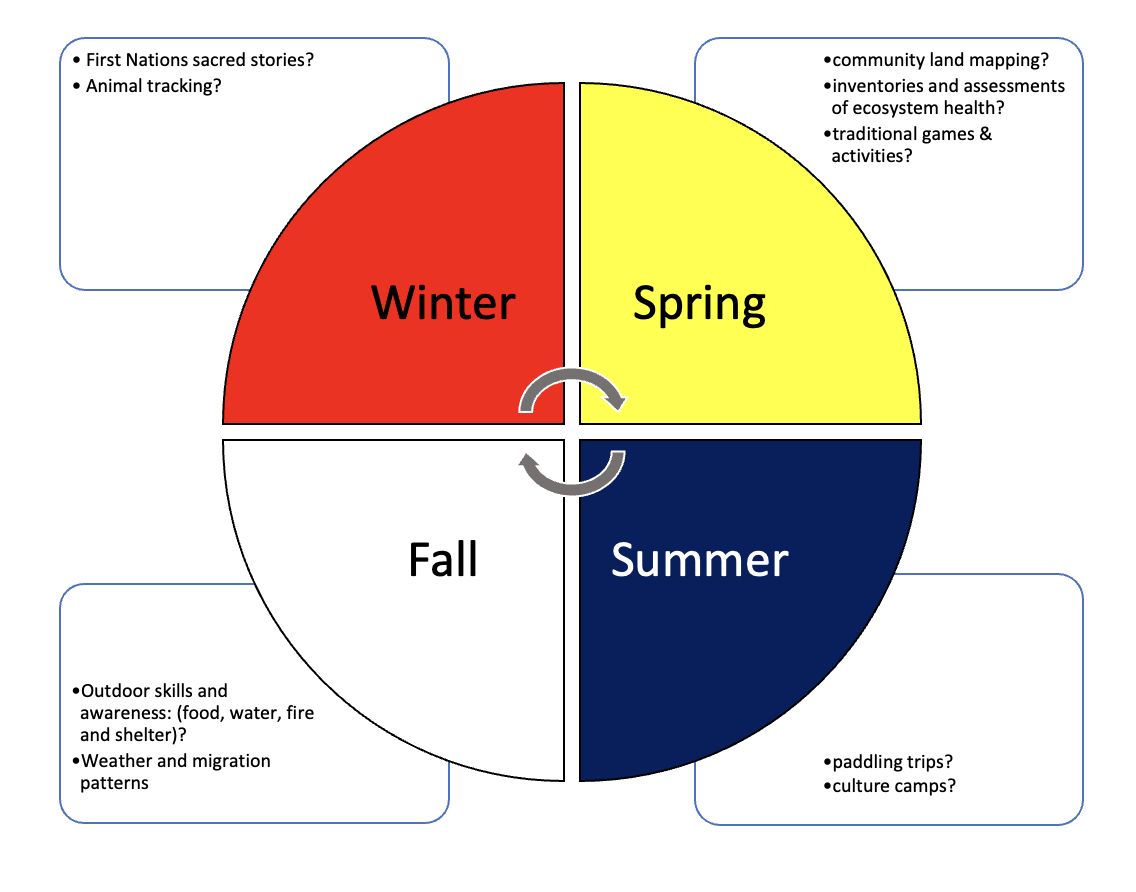 • First Nations sacred stories?
• Animal tracking?
•community land mapping?
•inventories and assessments
of ecosystem health?
•traditional games &
activities?
Winter
Spring
Fall
Summer
•Outdoor skills and
awareness: (food, water, fire
and shelter)?
•Weather and migration
patterns
•paddling trips?
•culture camps?